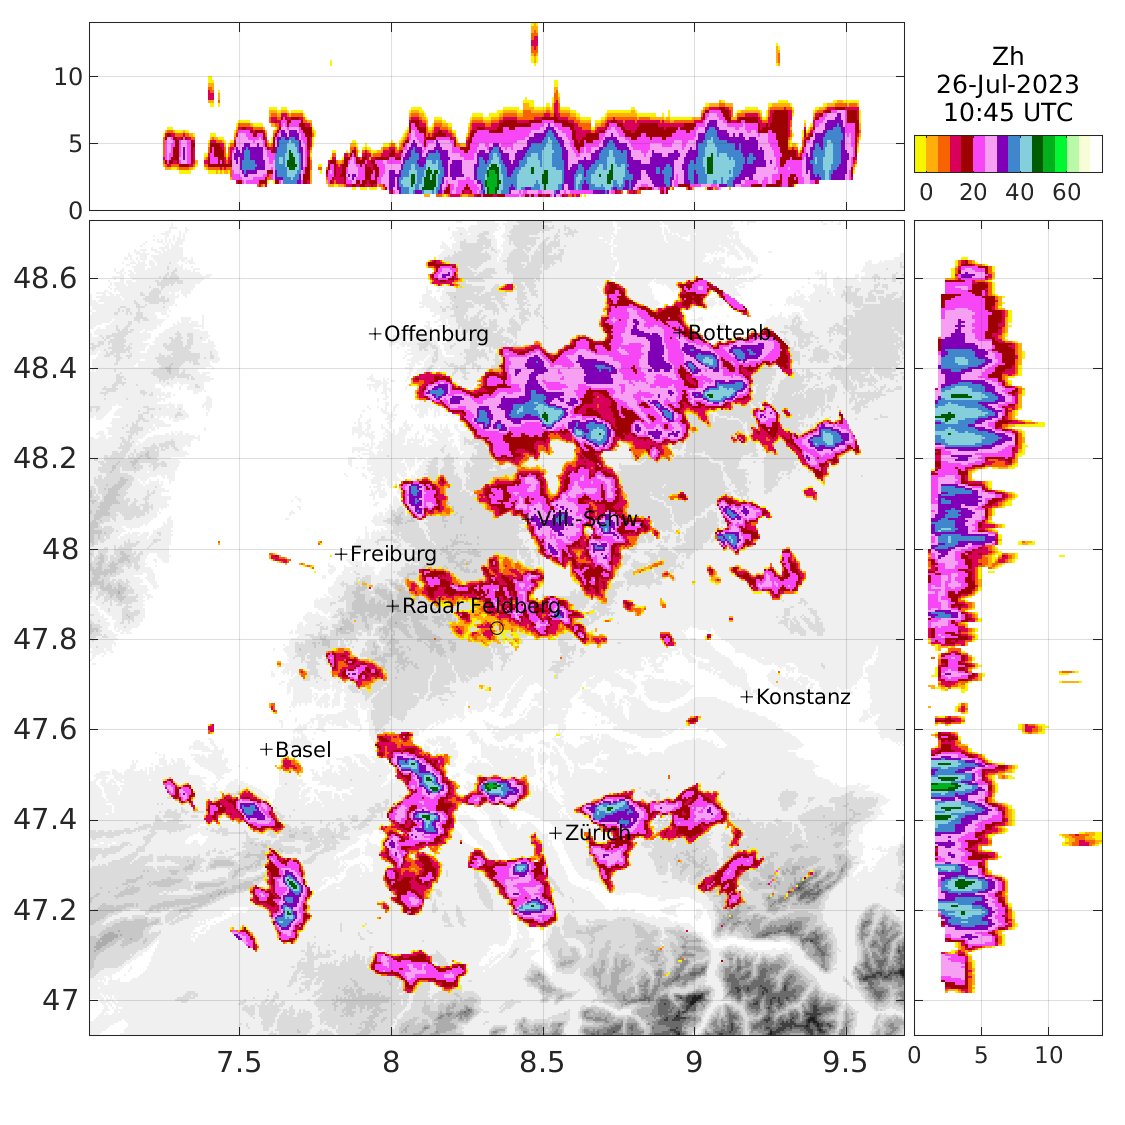 Zh
26-Jul-2023
10:45 UTC
0 20 40 60
10
5
0
48.6
48.4
48.2
48
47.8
47.6
47.4
47.2
47
+Offenburg
+Rottenb.
+Vill.-Schw.
+Freiburg
+Radar Feldberg
+Konstanz
+Basel
+Zürich
7.5 8 8.5 9 9.5
0 5 10